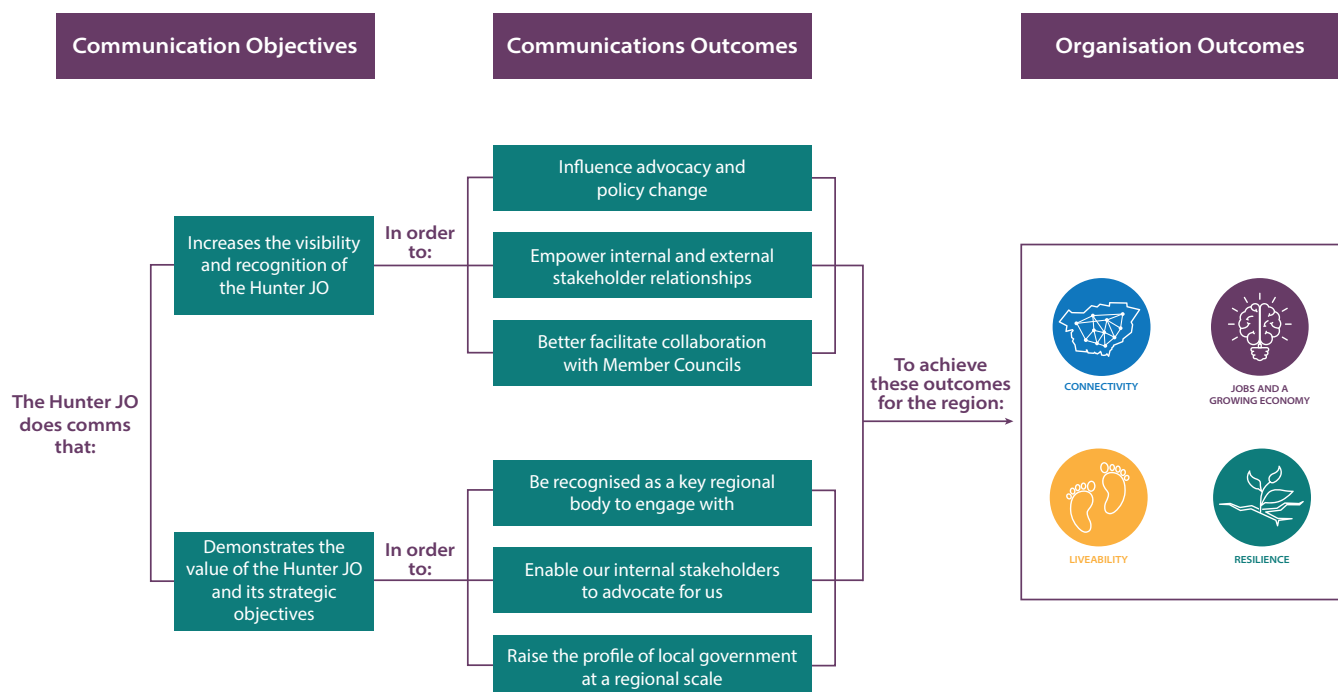 Communication Objectives
Communications Outcomes
Organisation Outcomes
The Hunter JO
does comms
that:
Increases the visibility
and recognition of
the Hunter JO
In order
to:
Influence advocacy and
policy change
Empower internal and external
stakeholder relationships
Better facilitate collaboration
with Member Councils
Demonstrates the
value of the Hunter JO
and its strategic
objectives
In order
to:
Be recognised as a key regional
body to engage with
Enable our internal stakeholders
to advocate for us
Raise the profile of local government
at a regional scale
To achieve
these outcomes
for the region:
CONNECTIVITY
JOBS AND A
GROWING ECONOMY
LIVEABILITY
RESILIENCE